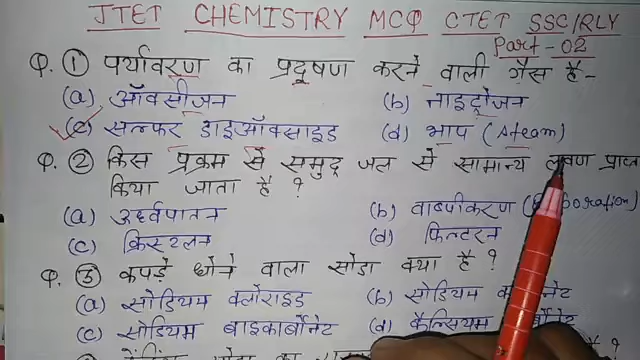 JTET CHEMISTRY MCQ CTET SSC/RLY
Part-02
Q. ① पर्यावरण का प्रदूषण करने वाली गैस है-
(a) ऑक्सीजन (b) नाइट्रोजन
(c) सल्फर डाइऑक्साइड (d) भाप (Steam)
Q. ② किस प्रक्रम से समुद्र जल से सामान्य लवण प्राप्त
किया जाता है ?
(a) उर्ध्वपातन (b) वाष्पीकरण
(c) क्रिस्टलन (d) फिल्टरन
Q. ③ कपड़े धोने वाला सोडा क्या है ?
(a) सोडियम क्लोराइड (b) सोडियम
(c) सोडियम बाइकार्बोनेट (d) कैल्सियम